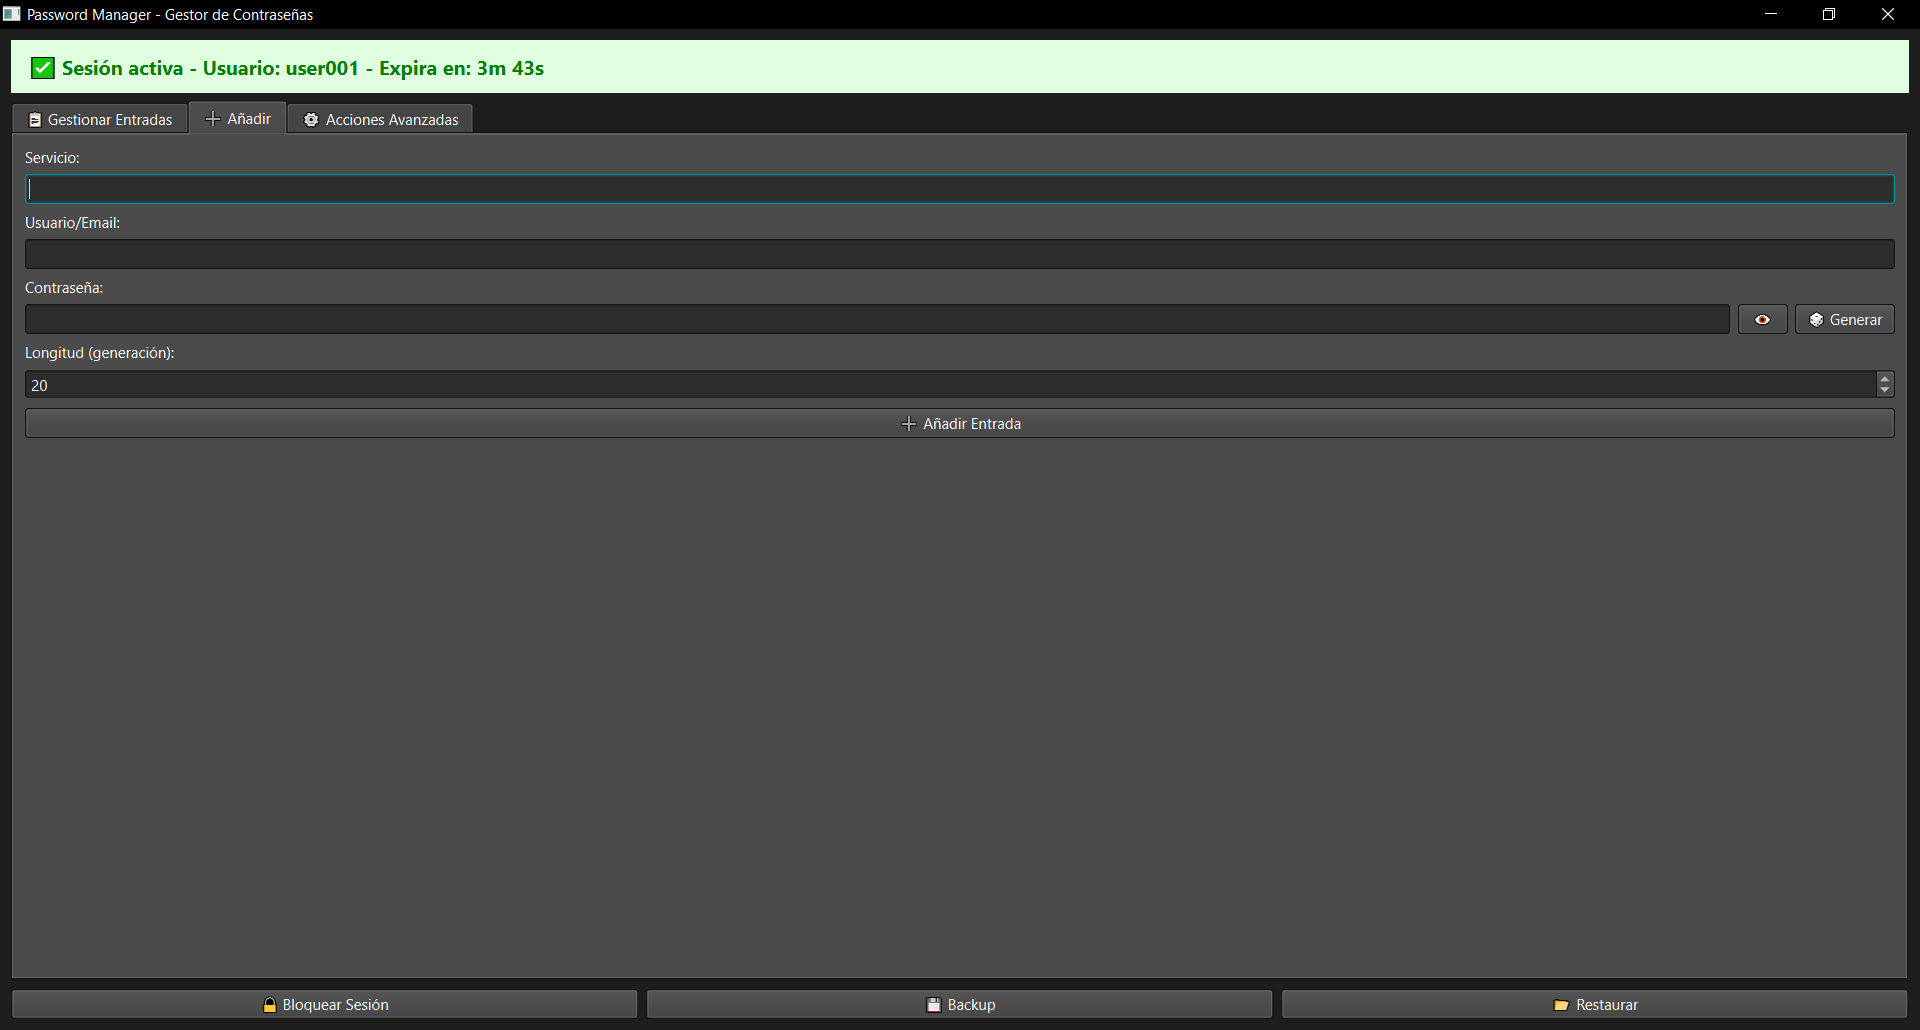 Password Manager - Gestor de Contraseñas
Sesión activa - Usuario: user001 - Expira en: 3m 43s
Gestionar Entradas
Añadir
Acciones Avanzadas
Servicio:
Usuario/Email:
Contraseña:
Generar
Longitud (generación):
20
Añadir Entrada
Bloquear Sesión
Backup
Restaurar